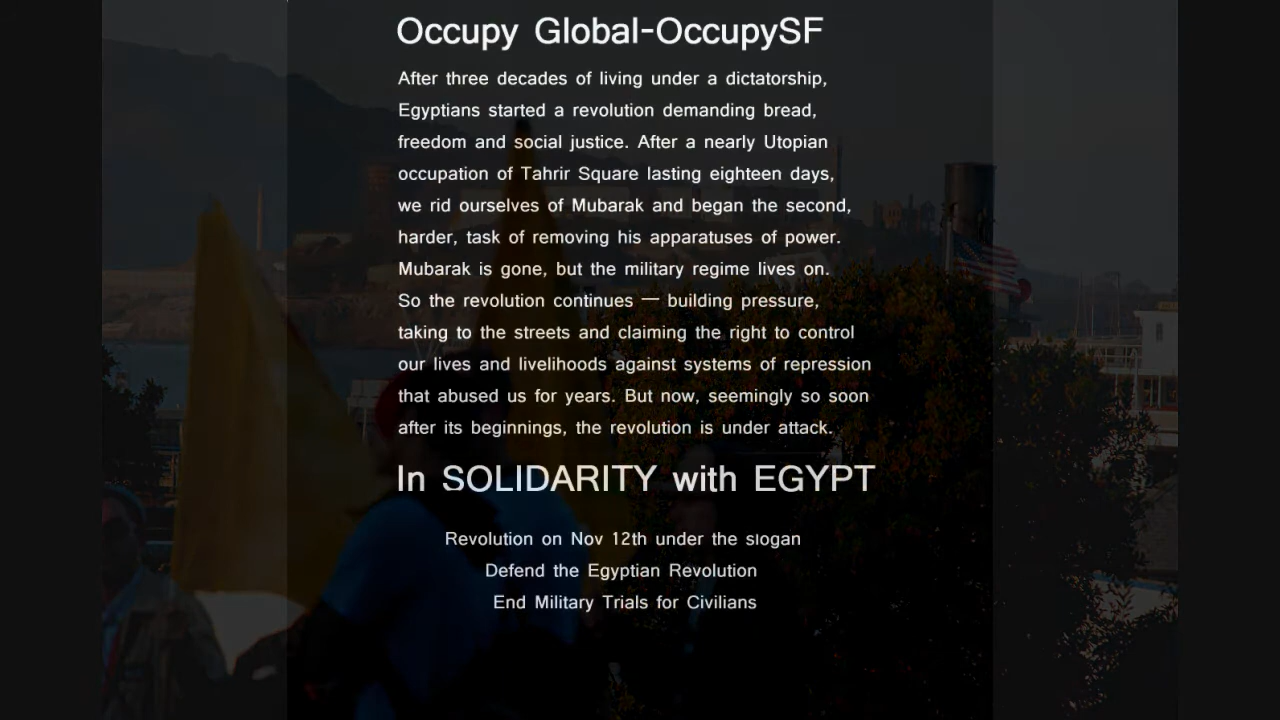 Occupy Global-OccupySF
After three decades of living under a dictatorship,
Egyptians started a revolution demanding bread,
freedom and social justice. After a nearly Utopian
occupation of Tahrir Square lasting eighteen days,
we rid ourselves of Mubarak and began the second,
harder, task of removing his apparatuses of power.
Mubarak is gone, but the military regime lives on.
So the revolution continues — building pressure,
taking to the streets and claiming the right to control
our lives and livelihoods against systems of repression
that abused us for years. But now, seemingly so soon
after its beginnings, the revolution is under attack.
In SOLIDARITY with EGYPT
Revolution on Nov 12th under the slogan
Defend the Egyptian Revolution
End Military Trials for Civilians